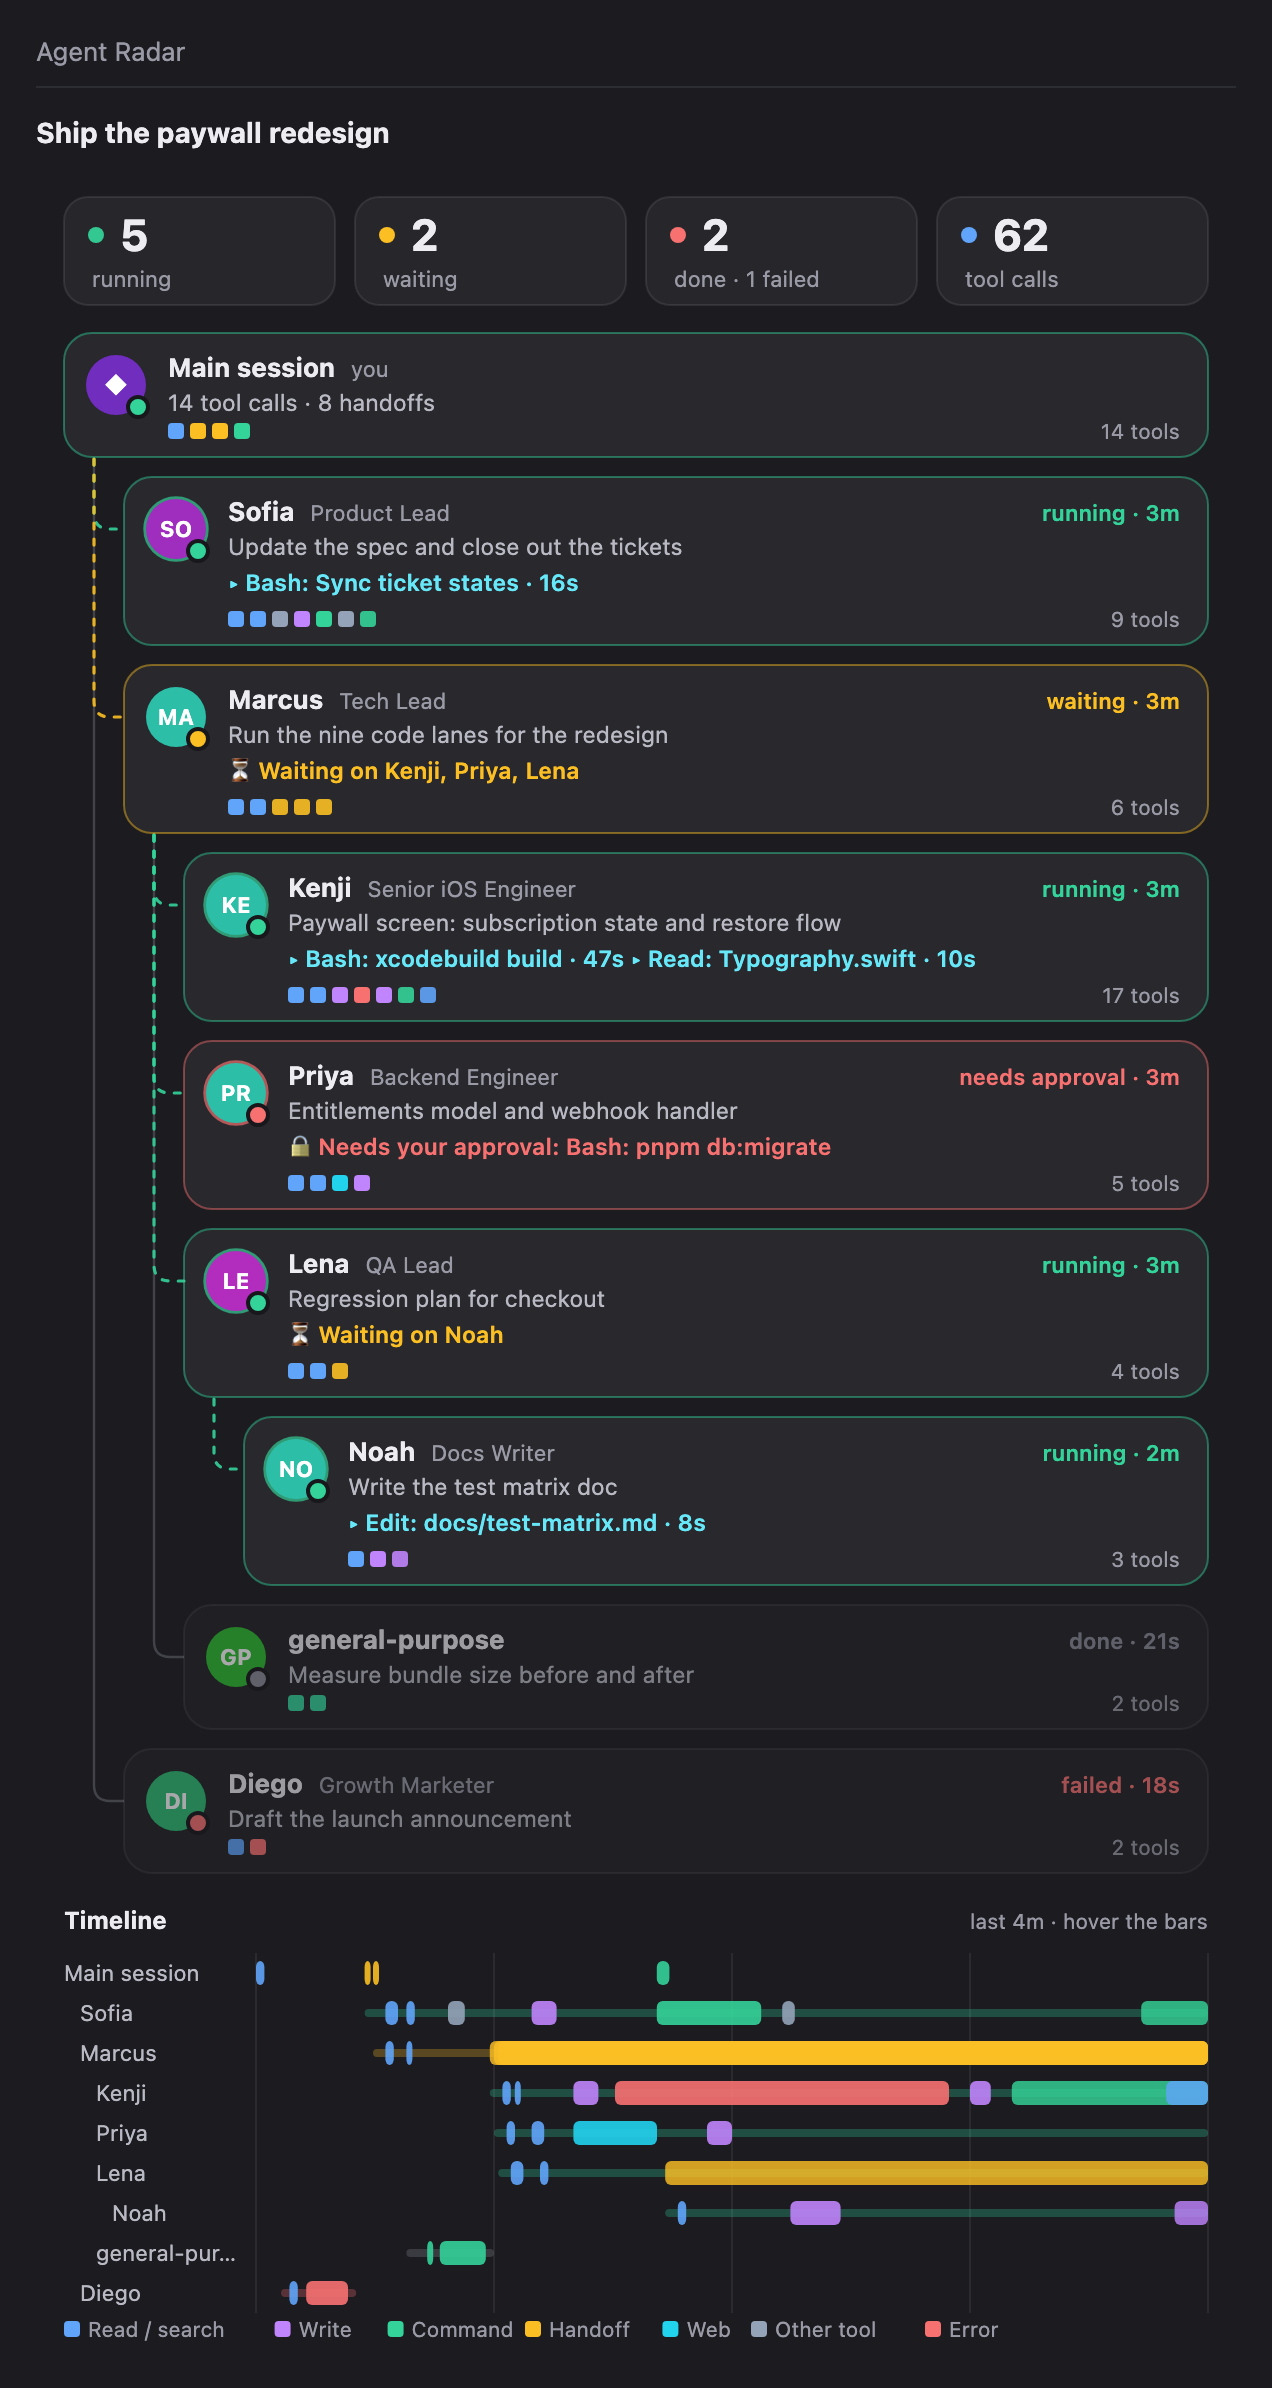 Agent Radar
Ship the paywall redesign
5
running
2
waiting
2
done · 1 failed
62
tool calls
Main session you
14 tool calls · 8 handoffs
14 tools
SO
Sofia Product Lead running · 3m
Update the spec and close out the tickets
▸ Bash: Sync ticket states · 16s
9 tools
MA
Marcus Tech Lead waiting · 3m
Run the nine code lanes for the redesign
⏳ Waiting on Kenji, Priya, Lena
6 tools
KE
Kenji Senior iOS Engineer running · 3m
Paywall screen: subscription state and restore flow
▸ Bash: xcodebuild build · 47s ▸ Read: Typography.swift · 10s
17 tools
PR
Priya Backend Engineer needs approval · 3m
Entitlements model and webhook handler
🔒 Needs your approval: Bash: pnpm db:migrate
5 tools
LE
Lena QA Lead running · 3m
Regression plan for checkout
⏳ Waiting on Noah
4 tools
NO
Noah Docs Writer running · 2m
Write the test matrix doc
▸ Edit: docs/test-matrix.md · 8s
3 tools
GP
general-purpose done · 21s
Measure bundle size before and after
2 tools
DI
Diego Growth Marketer failed · 18s
Draft the launch announcement
2 tools
Timeline last 4m · hover the bars
Main session
Sofia
Marcus
Kenji
Priya
Lena
Noah
general-pur...
Diego
Read / search Write Command Handoff Web Other tool Error